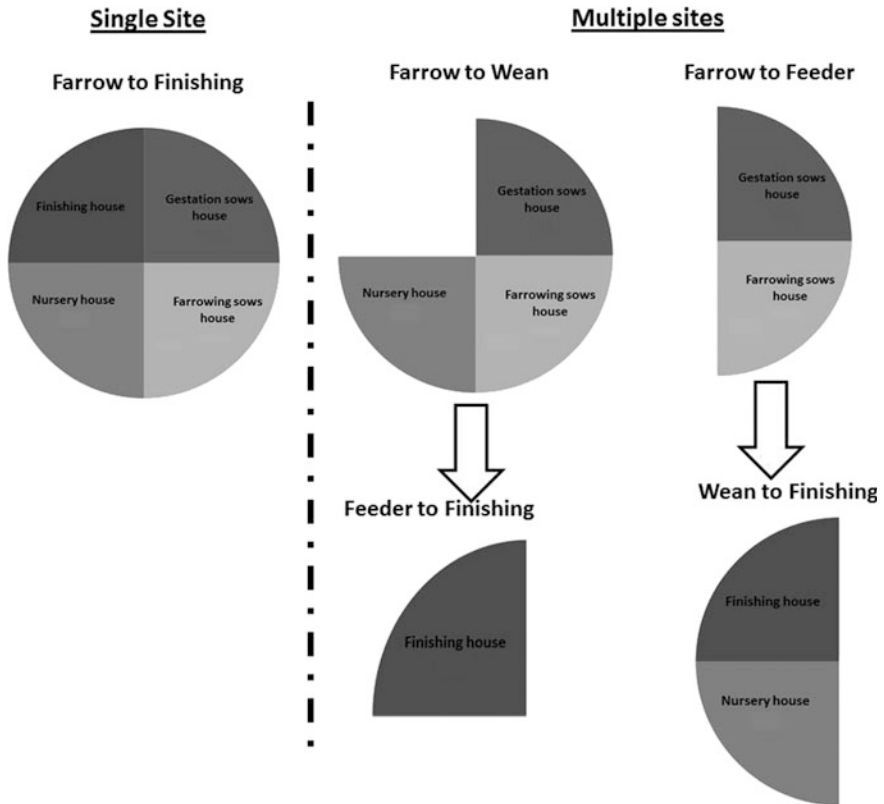 Single Site
Multiple sites
Farrow to Finishing
Farrow to Wean
Farrow to Feeder
Finishing house
Gestation sows
house
Nursery house
Farrowing sows
house
Gestation sows
house
Nursery house
Farrowing sows
house
Gestation sows
house
Farrowing sows
house
Feeder to Finishing
Finishing house
Wean to Finishing
Finishing house
Nursery house